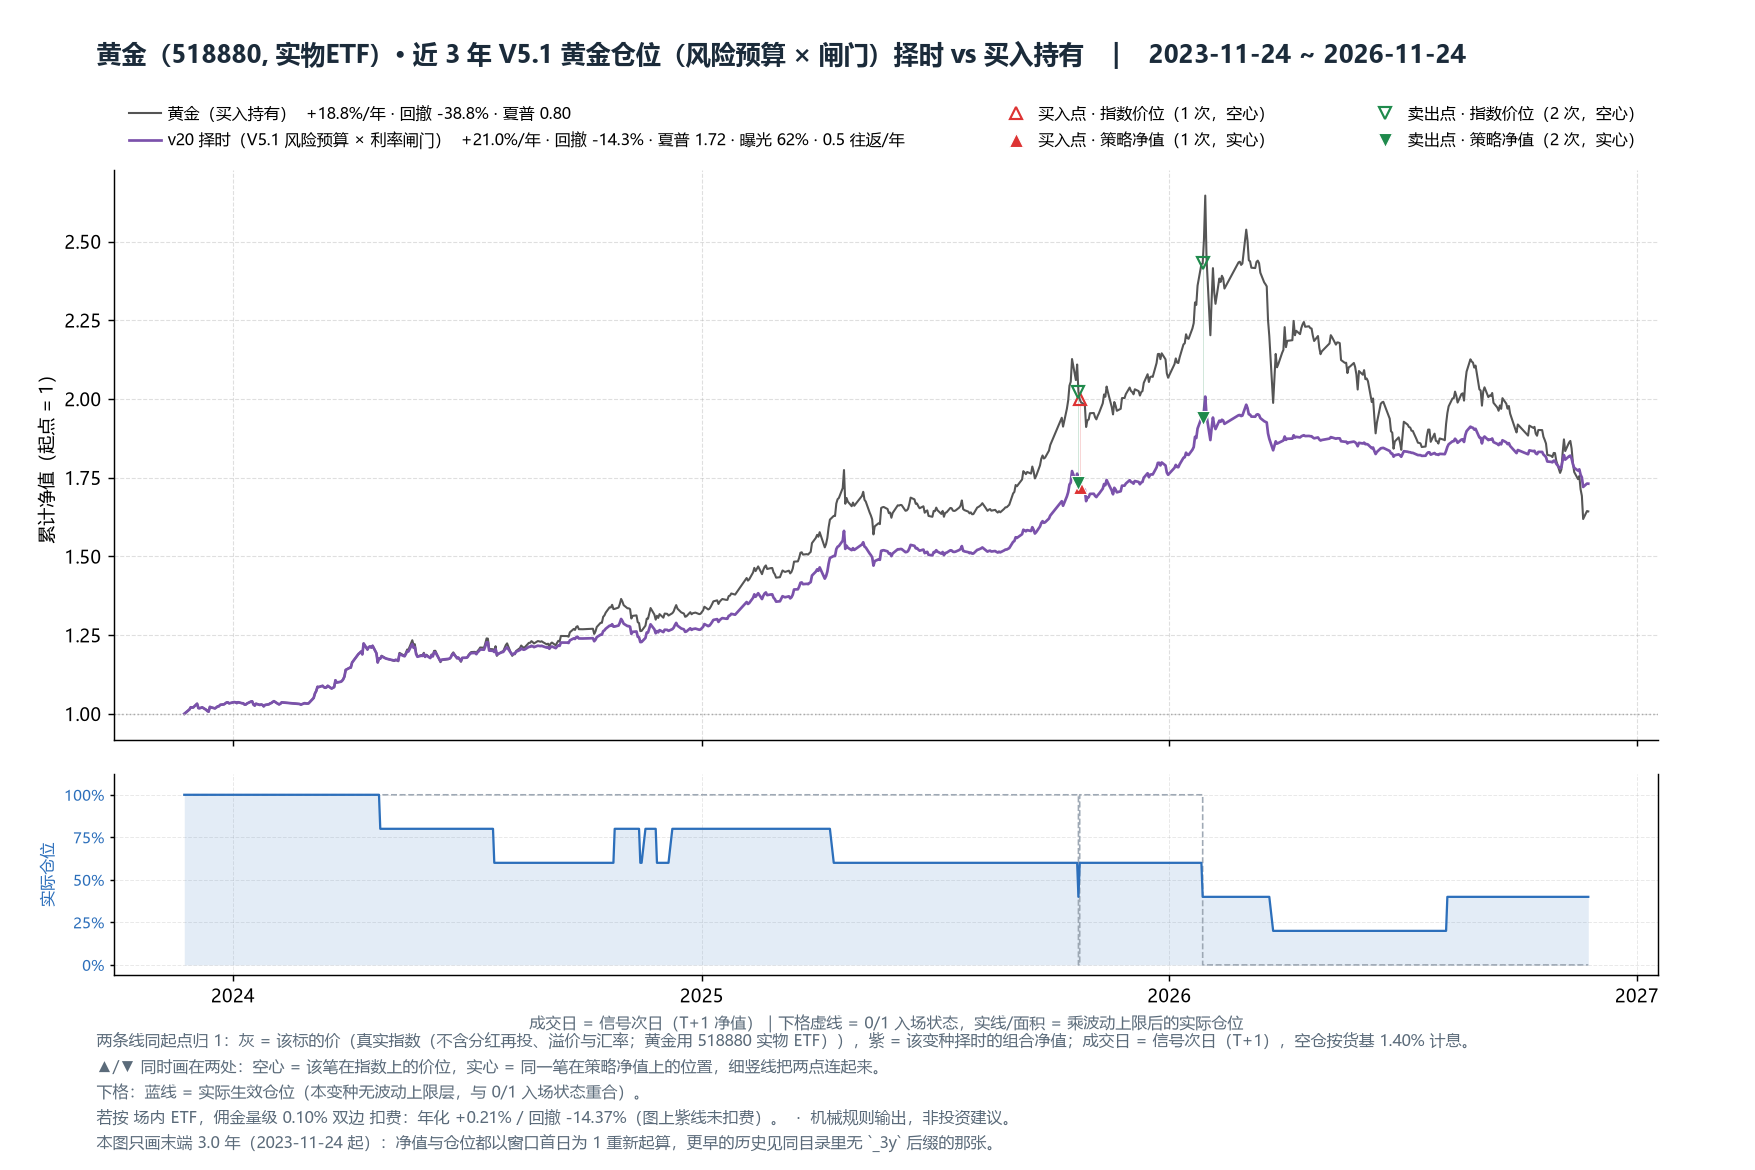 黄金（518880, 实物ETF）• 近 3 年 V5.1 黄金仓位（风险预算 × 闸门）择时 vs 买入持有 | 2023-11-24 ~ 2026-11-24
黄金（买入持有） +18.8%/年 · 回撤 -38.8% · 夏普 0.80
v20 择时（V5.1 风险预算 × 利率闸门） +21.0%/年 · 回撤 -14.3% · 夏普 1.72 · 曝光 62% · 0.5 往返/年
△ 买入点 · 指数价位（1 次，空心）
▲ 买入点 · 策略净值（1 次，实心）
▽ 卖出点 · 指数价位（2 次，空心）
▼ 卖出点 · 策略净值（2 次，实心）
累计净值（起点 = 1）
2.50
2.25
2.00
1.75
1.50
1.25
1.00
实际仓位
100%
75%
50%
25%
0%
2024
2025
2026
2027
成交日 = 信号次日（T+1 净值） | 下格虚线 = 0/1 入场状态，实线/面积 = 乘波动上限后的实际仓位
两条线同起点归 1：灰 = 该标的价（真实指数（不含分红再投、溢价与汇率；黄金用 518880 实物 ETF）），紫 = 该变种择时的组合净值；成交日 = 信号次日（T+1），空仓按货基 1.40% 计息。
▲/▼ 同时画在两处：空心 = 该笔在指数上的价位，实心 = 同一笔在策略净值上的位置，细竖线把两点连起来。
下格：蓝线 = 实际生效仓位（本变种无波动上限层，与 0/1 入场状态重合）。
若按 场内 ETF，佣金量级 0.10% 双边 扣费：年化 +0.21% / 回撤 -14.37%（图上紫线未扣费）。 · 机械规则输出，非投资建议。
本图只画末端 3.0 年（2023-11-24 起）：净值与仓位都以窗口首日为 1 重新起算，更早的历史见同目录里无 `_3y` 后缀的那张。